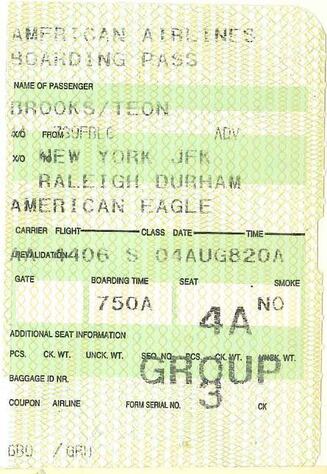 AMERICAN AIRLINES
BOARDING PASS
NAME OF PASSENGER
BROOKS/TEON
X/O FROM ADV
X/O TO NEW YORK JFK
RALEIGH DURHAM
AMERICAN EAGLE
CARRIER FLIGHT CLASS DATE TIME
REVALIDATION
AA 4406 S 04AUG820A
GATE BOARDING TIME SEAT SMOKE
750A 4A NO
ADDITIONAL SEAT INFORMATION
PCS. CK. WT. UNCK. WT. SEQ. NO. PCS. CK. WT. UNCK. WT.
GROUP
BAGGAGE ID NR.
3
COUPON AIRLINE FORM SERIAL NO. CK